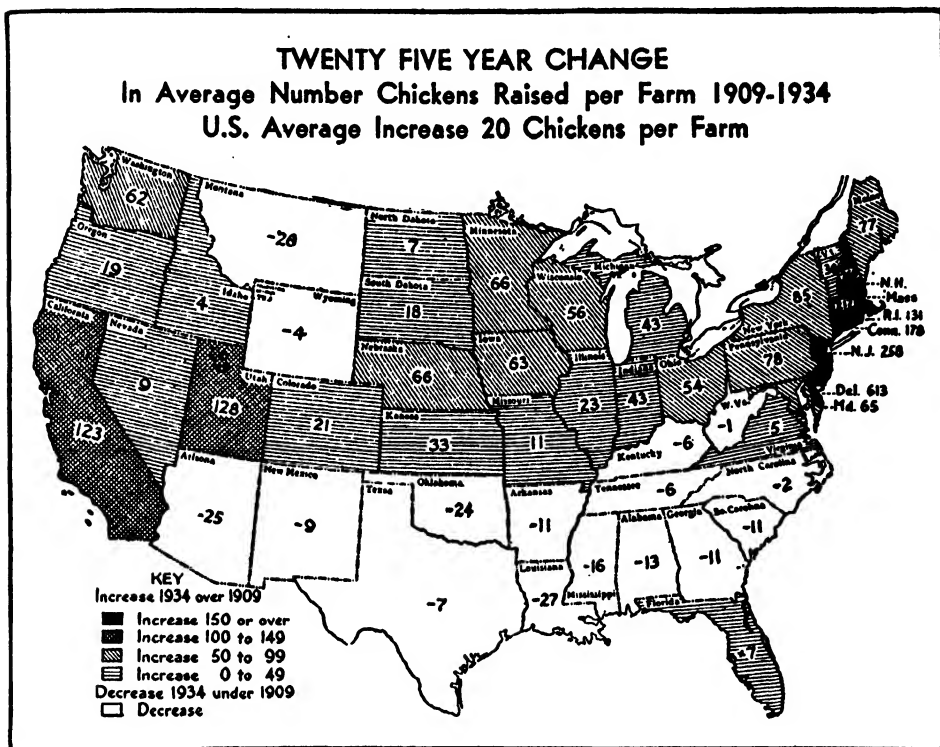 TWENTY FIVE YEAR CHANGE
In Average Number Chickens Raised per Farm 1909-1934
U.S. Average Increase 20 Chickens per Farm
Washington
62
Montana
-28
North Dakota
7
Minnesota
66
Oregon
19
Idaho
4
Wyoming
-4
South Dakota
18
Wisconsin
56
Michigan
43
77
Vt.
N.H.
Mass
R.I. 131
Conn. 178
New York
85
Pennsylvania
78
N.J. 258
Del. 613
Md. 65
California
123
Nevada
9
Utah
128
Colorado
21
Nebraska
66
Iowa
63
Illinois
23
Indiana
43
Ohio
54
W.Va.
-1
Virginia
5
Kansas
33
Missouri
11
Kentucky
-6
Arizona
-25
New Mexico
-9
Texas
-7
Oklahoma
-24
Arkansas
-11
Tennessee
-6
North Carolina
-2
So. Carolina
-11
Louisiana
-27
Mississippi
-16
Alabama
-13
Georgia
-11
Florida
7
KEY
Increase 1934 over 1909
Increase 150 or over
Increase 100 to 149
Increase 50 to 99
Increase 0 to 49
Decrease 1934 under 1909
Decrease